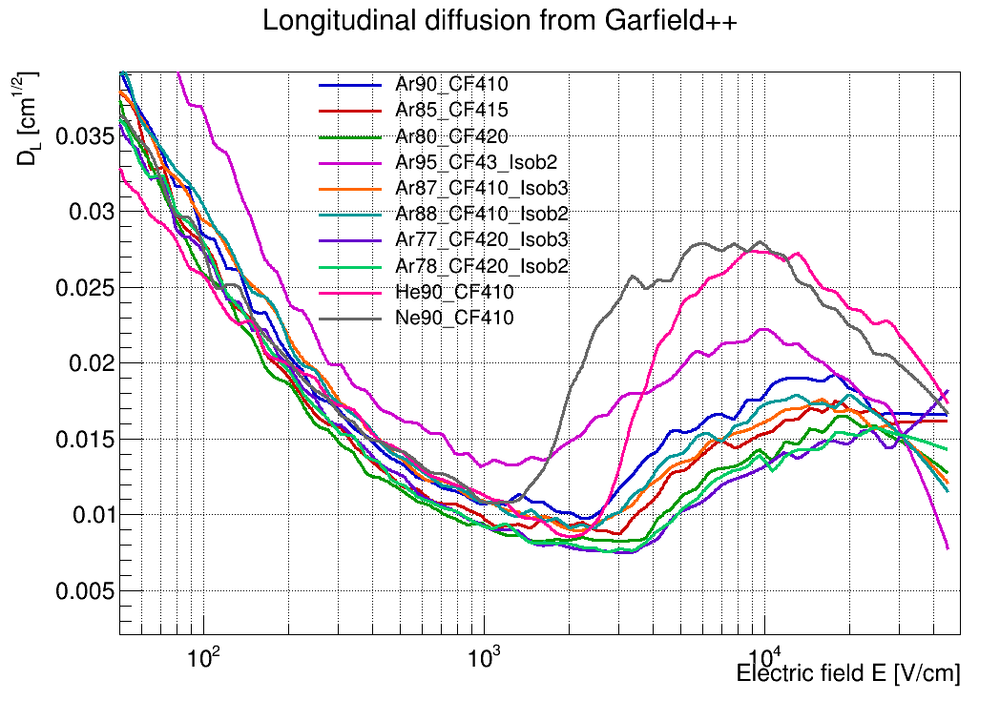 Longitudinal diffusion from Garfield++
D_L [cm^1/2]
0.035
0.03
0.025
0.02
0.015
0.01
0.005
Ar90_CF410
Ar85_CF415
Ar80_CF420
Ar95_CF43_Isob2
Ar87_CF410_Isob3
Ar88_CF410_Isob2
Ar77_CF420_Isob3
Ar78_CF420_Isob2
He90_CF410
Ne90_CF410
10^2 10^3 10^4
Electric field E [V/cm]